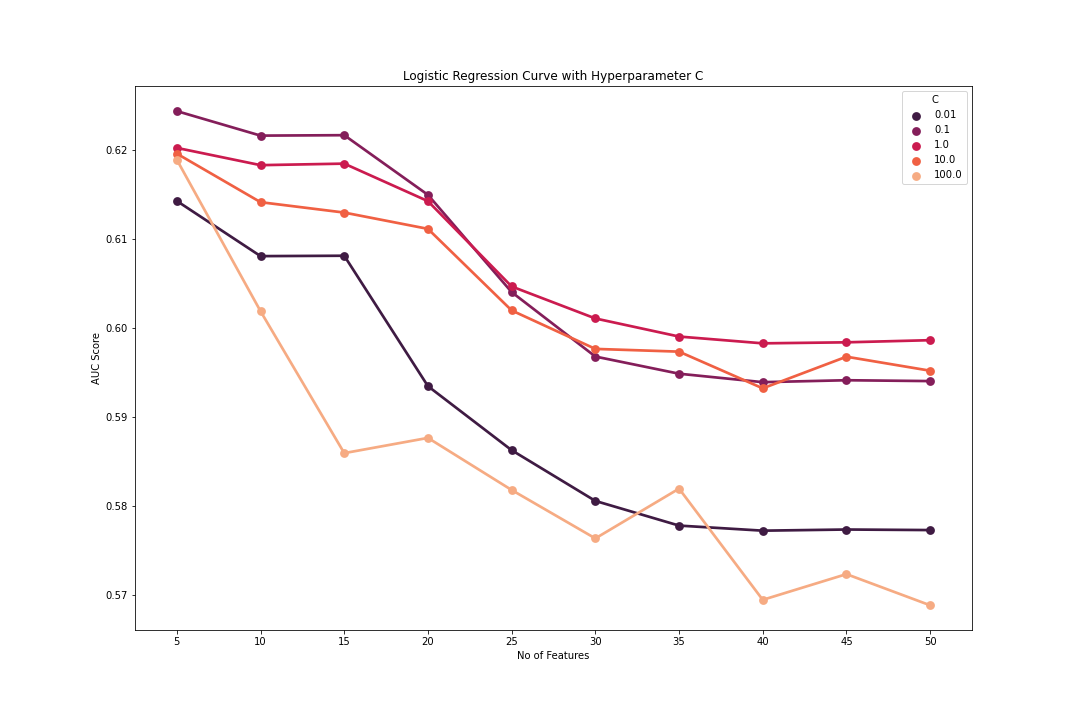 Logistic Regression Curve with Hyperparameter C
C
0.01
0.1
1.0
10.0
100.0
0.62
0.61
0.60
0.59
0.58
0.57
AUC Score
5 10 15 20 25 30 35 40 45 50
No of Features